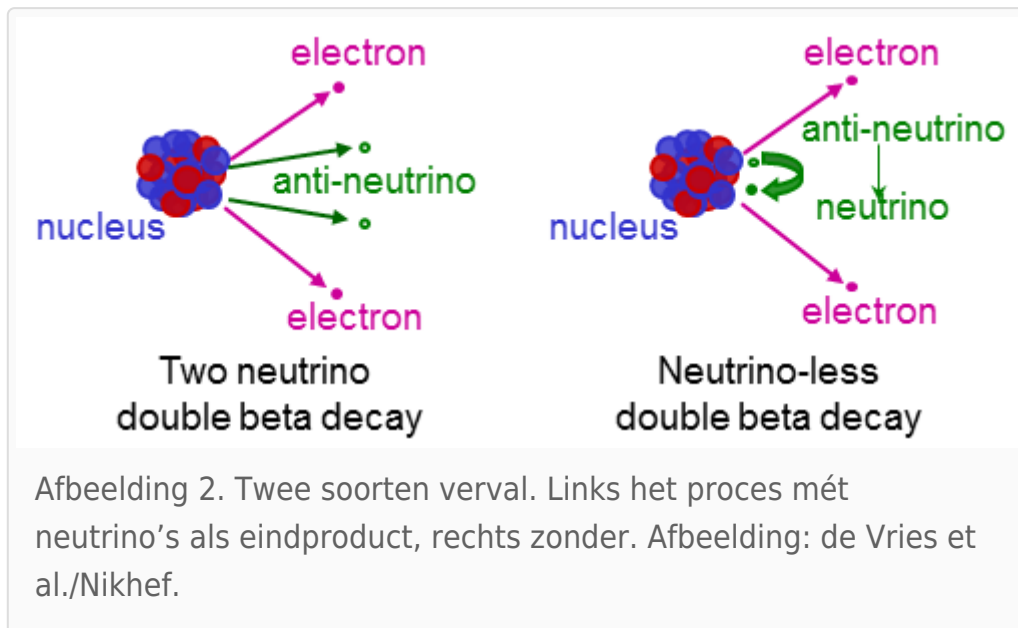 electron
anti-neutrino
nucleus
electron
Two neutrino
double beta decay
electron
anti-neutrino
neutrino
nucleus
electron
Neutrino-less
double beta decay
Afbeelding 2. Twee soorten verval. Links het proces mét
neutrino’s als eindproduct, rechts zonder. Afbeelding: de Vries et
al./Nikhef.